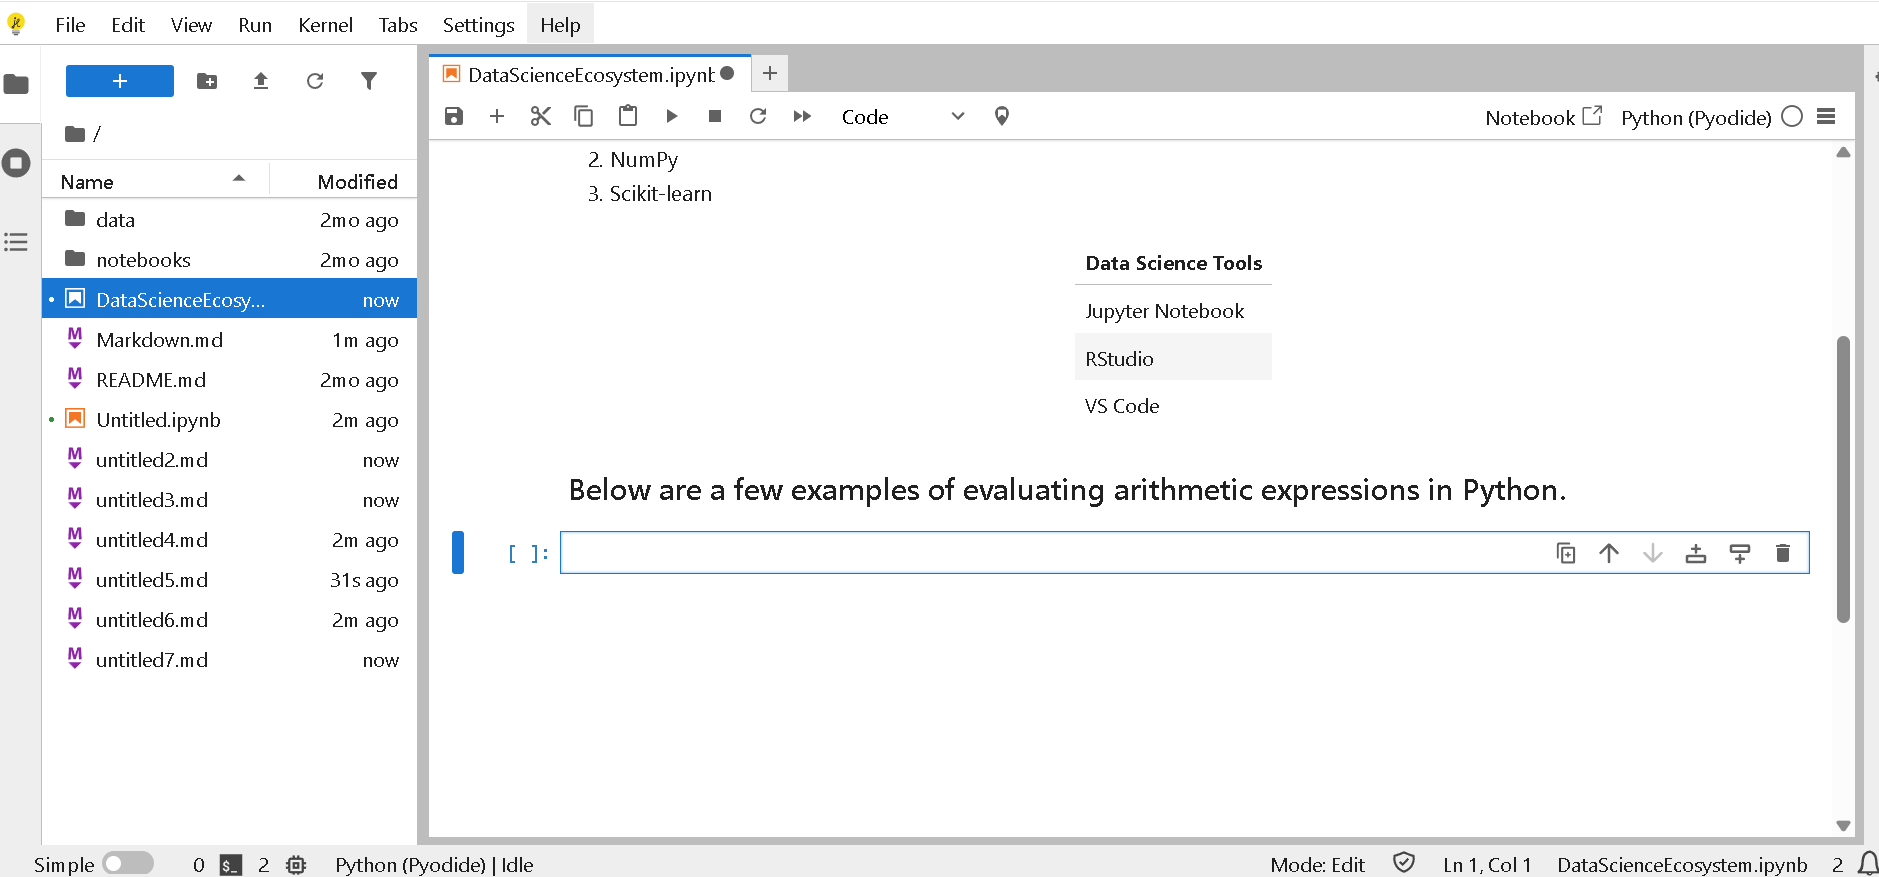 File Edit View Run Kernel Tabs Settings Help
+
/
Name Modified
data 2mo ago
notebooks 2mo ago
DataScienceEcosy... now
Markdown.md 1m ago
README.md 2mo ago
Untitled.ipynb 2m ago
untitled2.md now
untitled3.md now
untitled4.md 2m ago
untitled5.md 31s ago
untitled6.md 2m ago
untitled7.md now
DataScienceEcosystem.ipynb
Code
Notebook Python (Pyodide)
2. NumPy
3. Scikit-learn
Data Science Tools
Jupyter Notebook
RStudio
VS Code
Below are a few examples of evaluating arithmetic expressions in Python.
[ ]:
Simple 0 $_ 2 Python (Pyodide) | Idle Mode: Edit Ln 1, Col 1 DataScienceEcosystem.ipynb 2